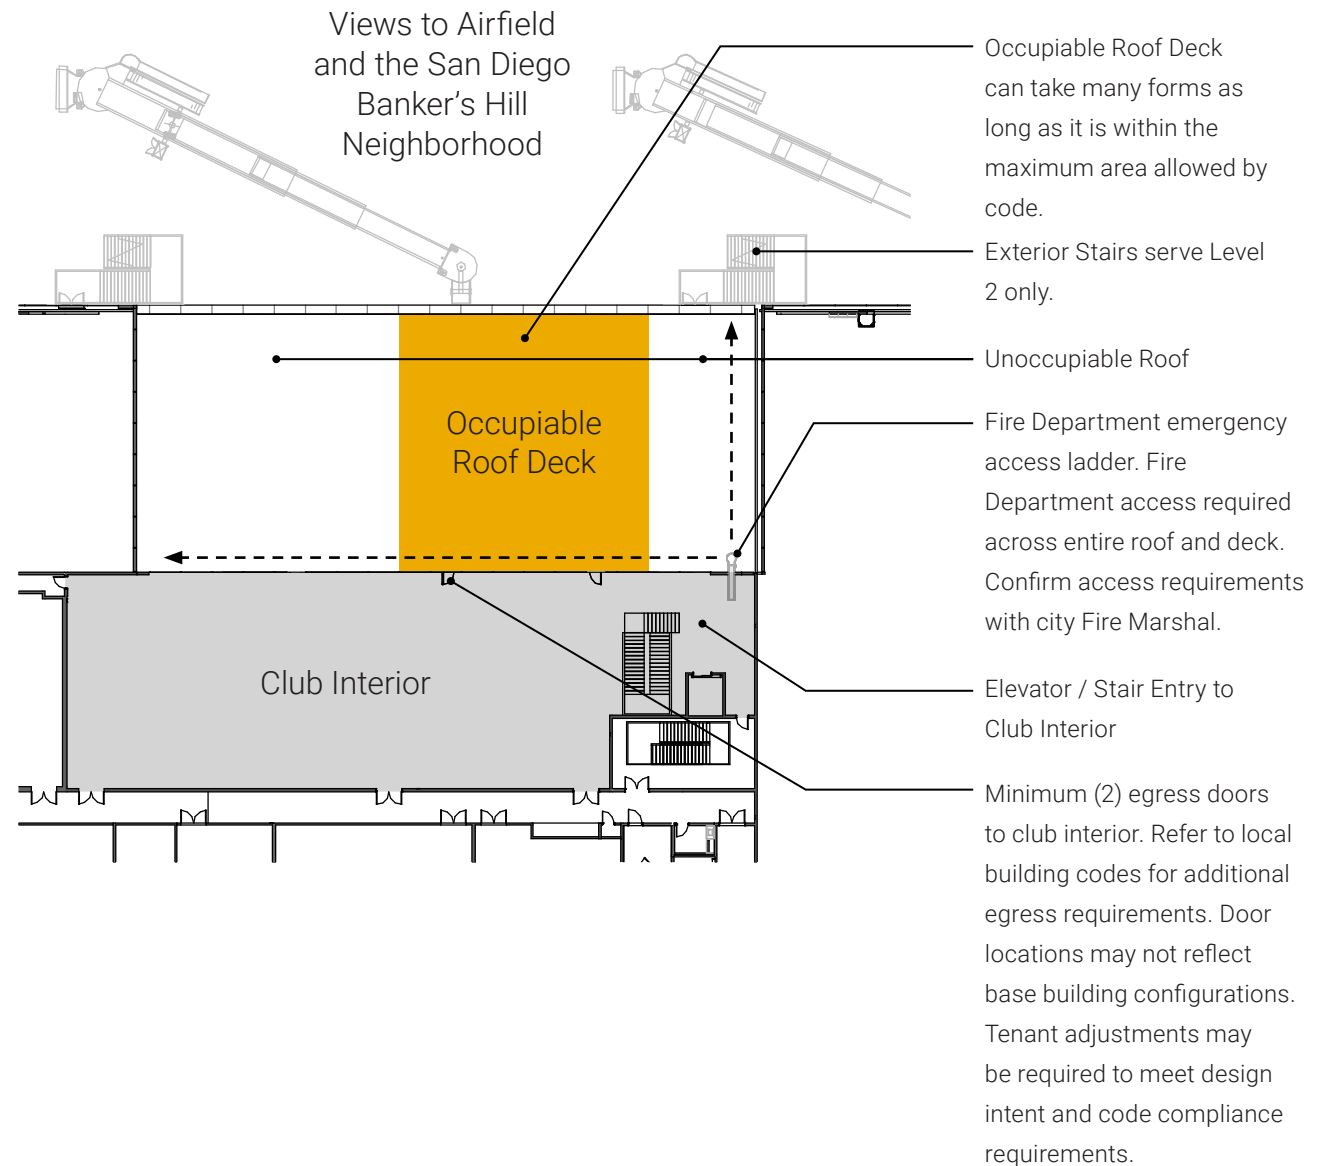 Views to Airfield
and the San Diego
Banker's Hill
Neighborhood
Occupiable
Roof Deck
Club Interior
Occupiable Roof Deck
can take many forms as
long as it is within the
maximum area allowed by
code.
Exterior Stairs serve Level
2 only.
Unoccupiable Roof
Fire Department emergency
access ladder. Fire
Department access required
across entire roof and deck.
Confirm access requirements
with city Fire Marshal.
Elevator / Stair Entry to
Club Interior
Minimum (2) egress doors
to club interior. Refer to local
building codes for additional
egress requirements. Door
locations may not reflect
base building configurations.
Tenant adjustments may
be required to meet design
intent and code compliance
requirements.